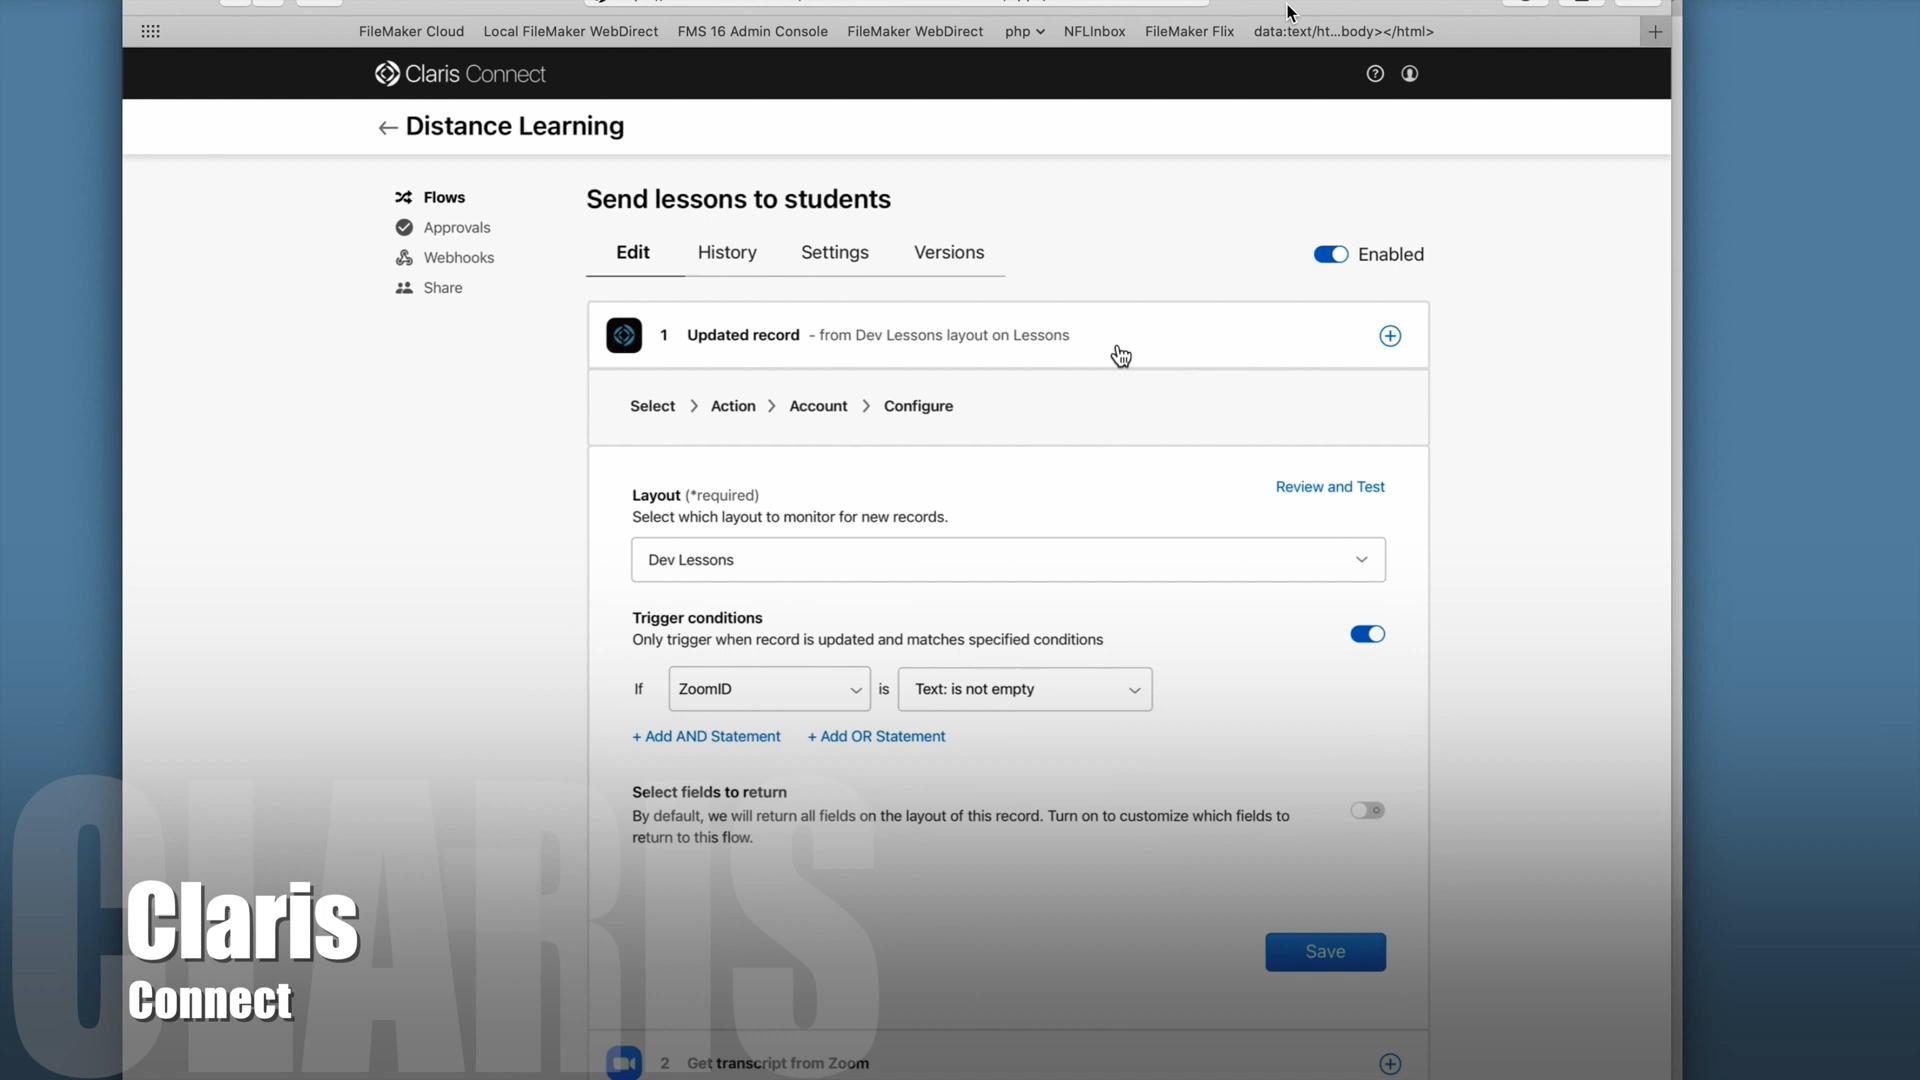 FileMaker Cloud Local FileMaker WebDirect FMS 16 Admin Console FileMaker WebDirect php NFLInbox FileMaker Flix data:text/ht...body></html>
Claris Connect
Distance Learning
Flows
Approvals
Webhooks
Share
Send lessons to students
Edit History Settings Versions
Enabled
1 Updated record - from Dev Lessons layout on Lessons
Select > Action > Account > Configure
Layout (*required)
Review and Test
Select which layout to monitor for new records.
Dev Lessons
Trigger conditions
Only trigger when record is updated and matches specified conditions
If ZoomID is Text: is not empty
+ Add AND Statement + Add OR Statement
Select fields to return
By default, we will return all fields on the layout of this record. Turn on to customize which fields to
return to this flow.
Save
2 Get transcript from Zoom
CLARIS
Claris
Connect